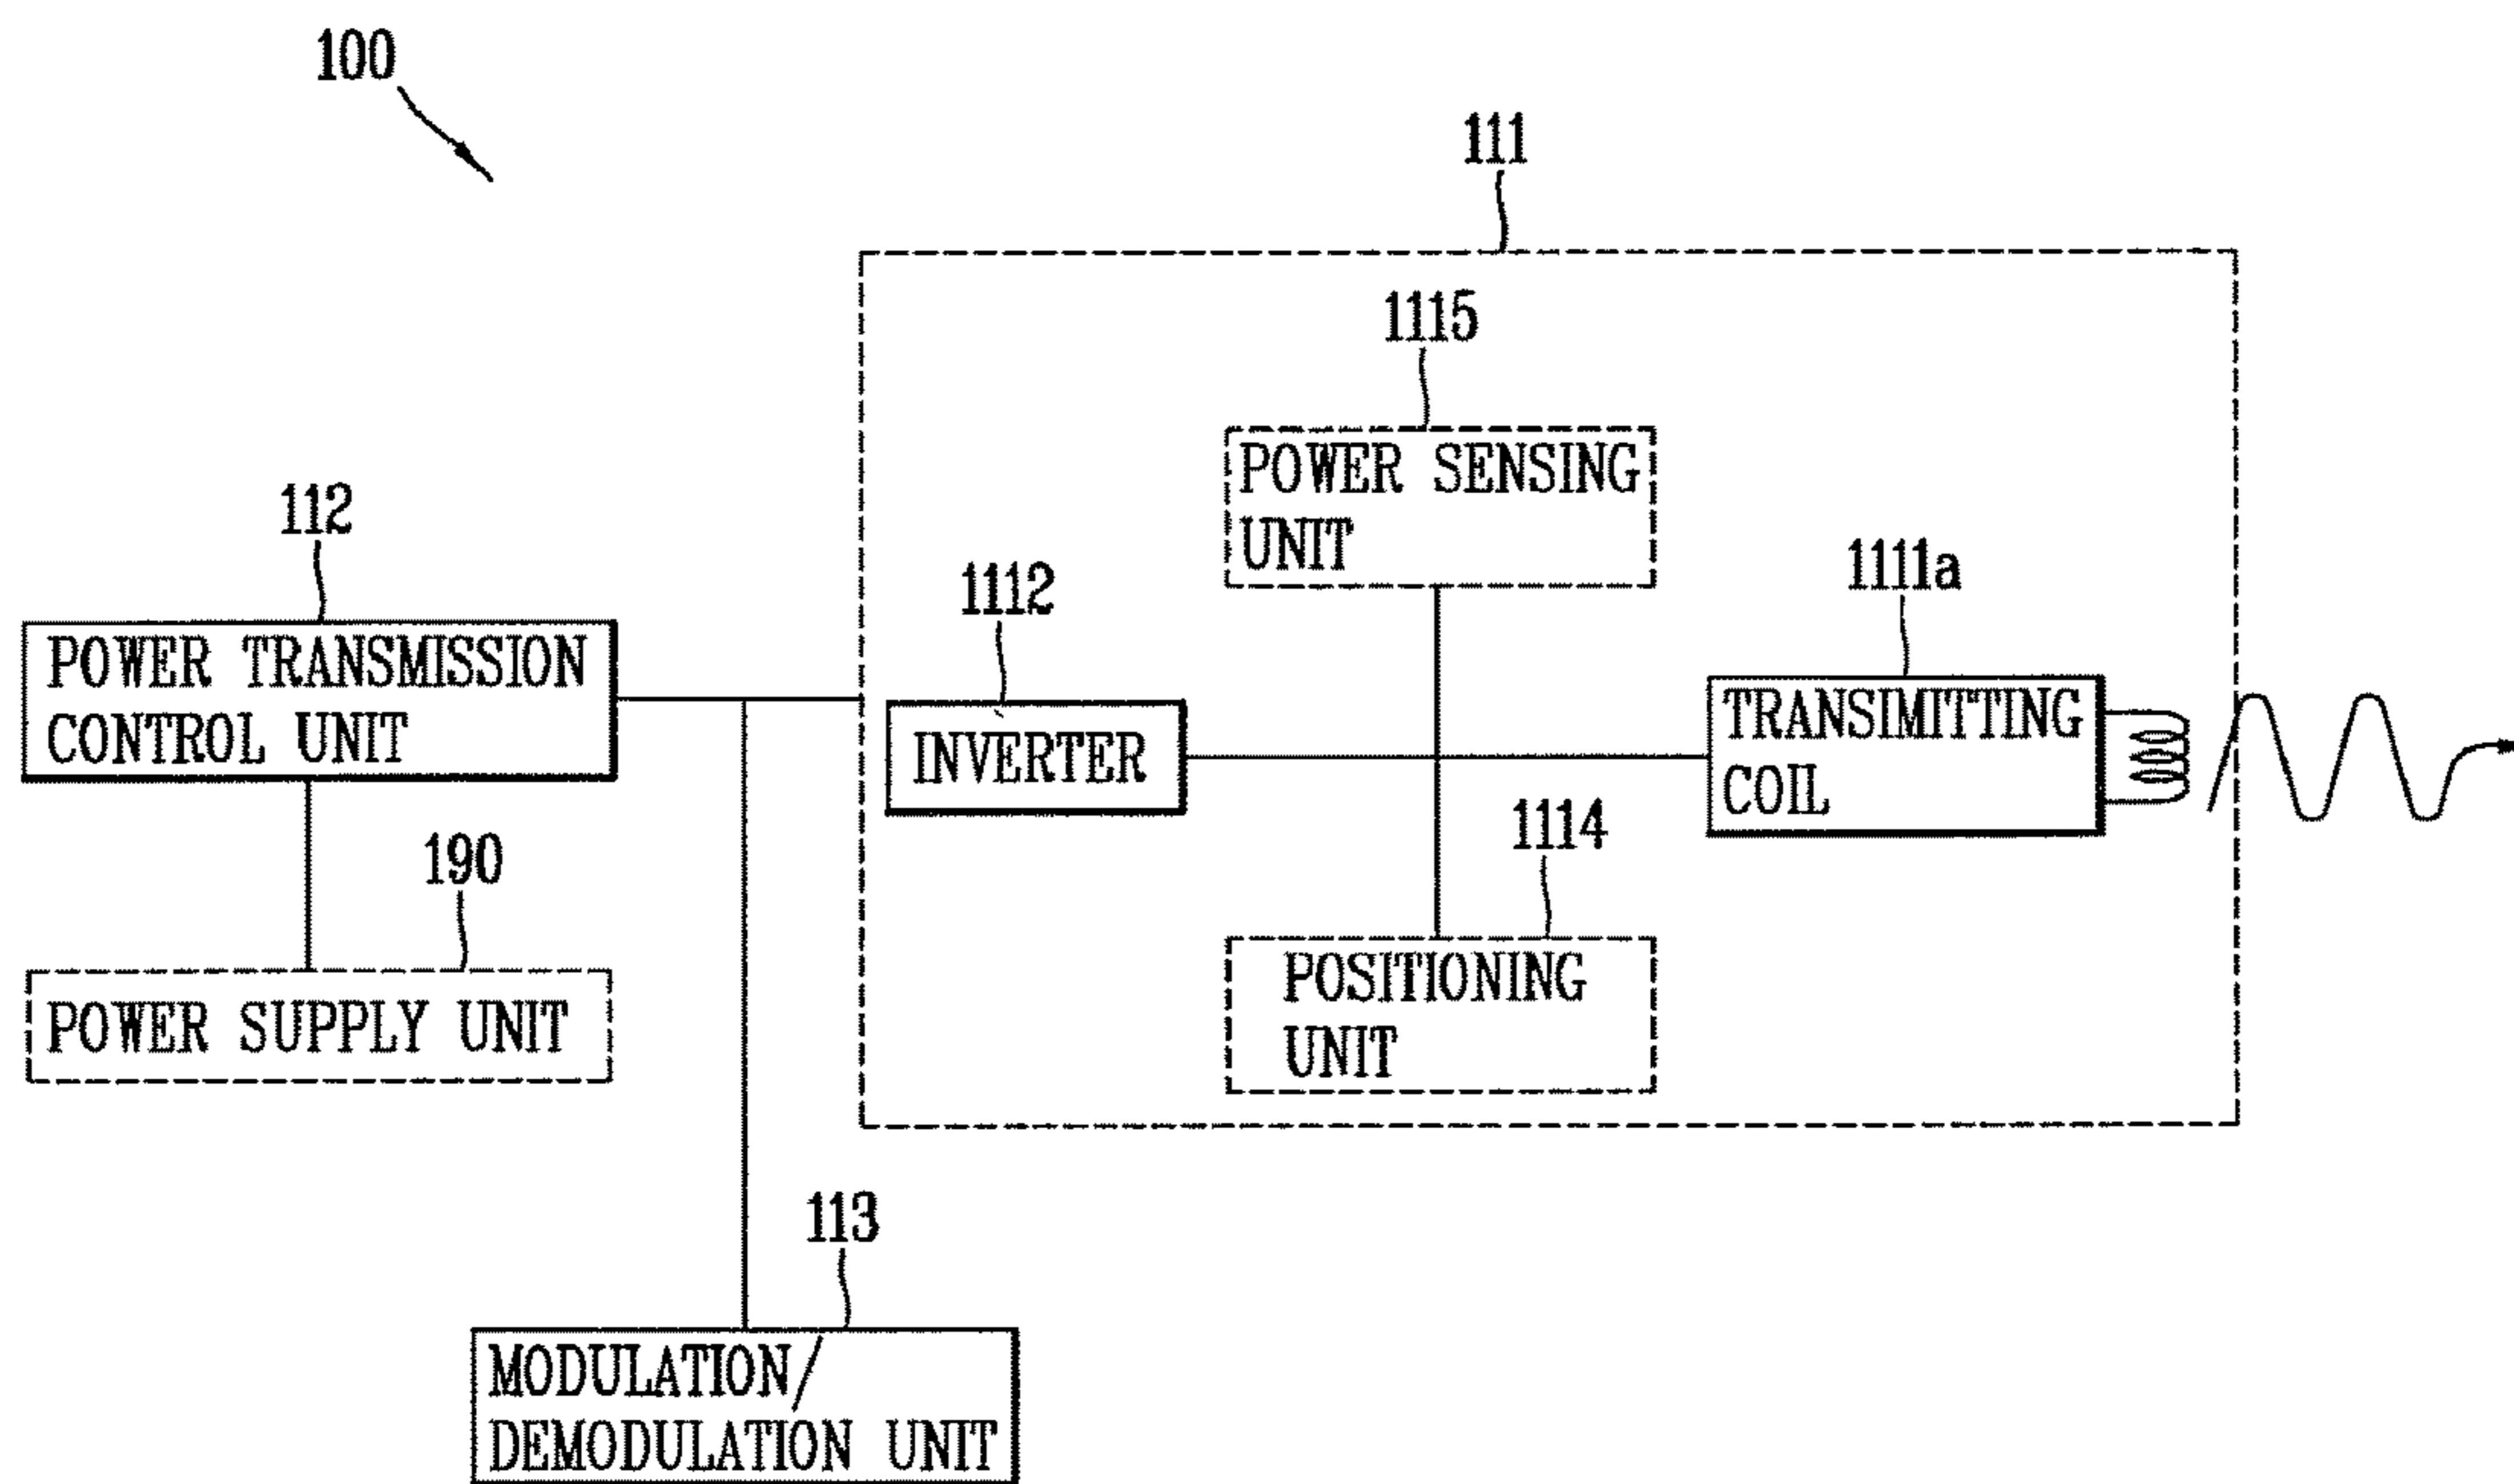 100
111
1115
POWER SENSING
UNIT
112
1112
1111a
POWER TRANSMISSION
CONTROL UNIT
INVERTER
TRANSIMITTING
COIL
190
1114
POWER SUPPLY UNIT
POSITIONING
UNIT
113
MODULATION/
DEMODULATION UNIT